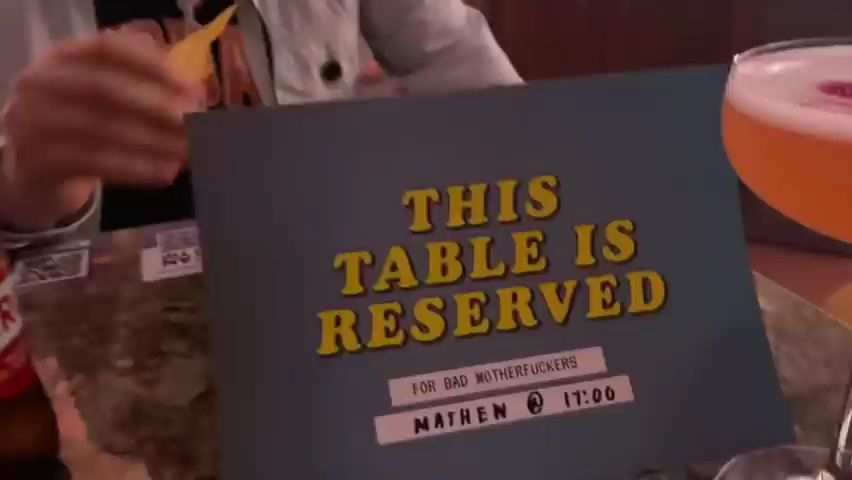 THIS
TABLE IS
RESERVED
FOR BAD MOTHERFUCKERS
MATHEN @ 17:00